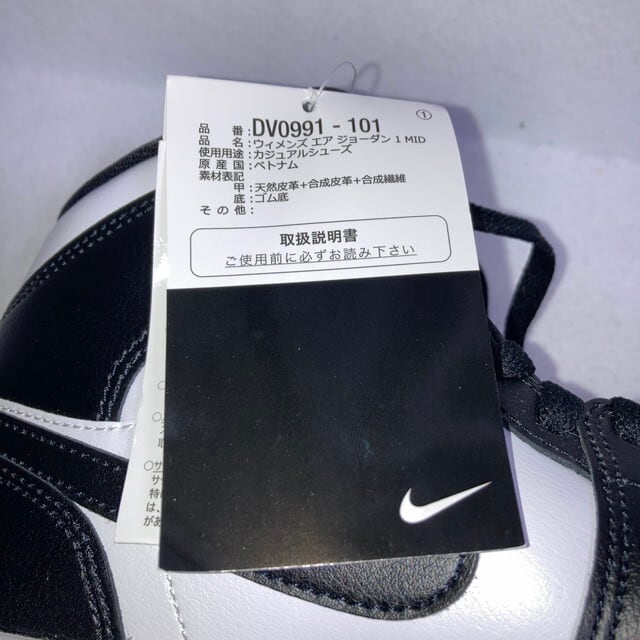 ①
品番:DV0991 - 101
品名:ウィメンズ エア ジョーダン 1 MID
使用用途:カジュアルシューズ
原産国:ベトナム
素材表記
甲:天然皮革+合成皮革+合成繊維
底:ゴム底
その他:
取扱説明書
ご使用前に必ずお読み下さい